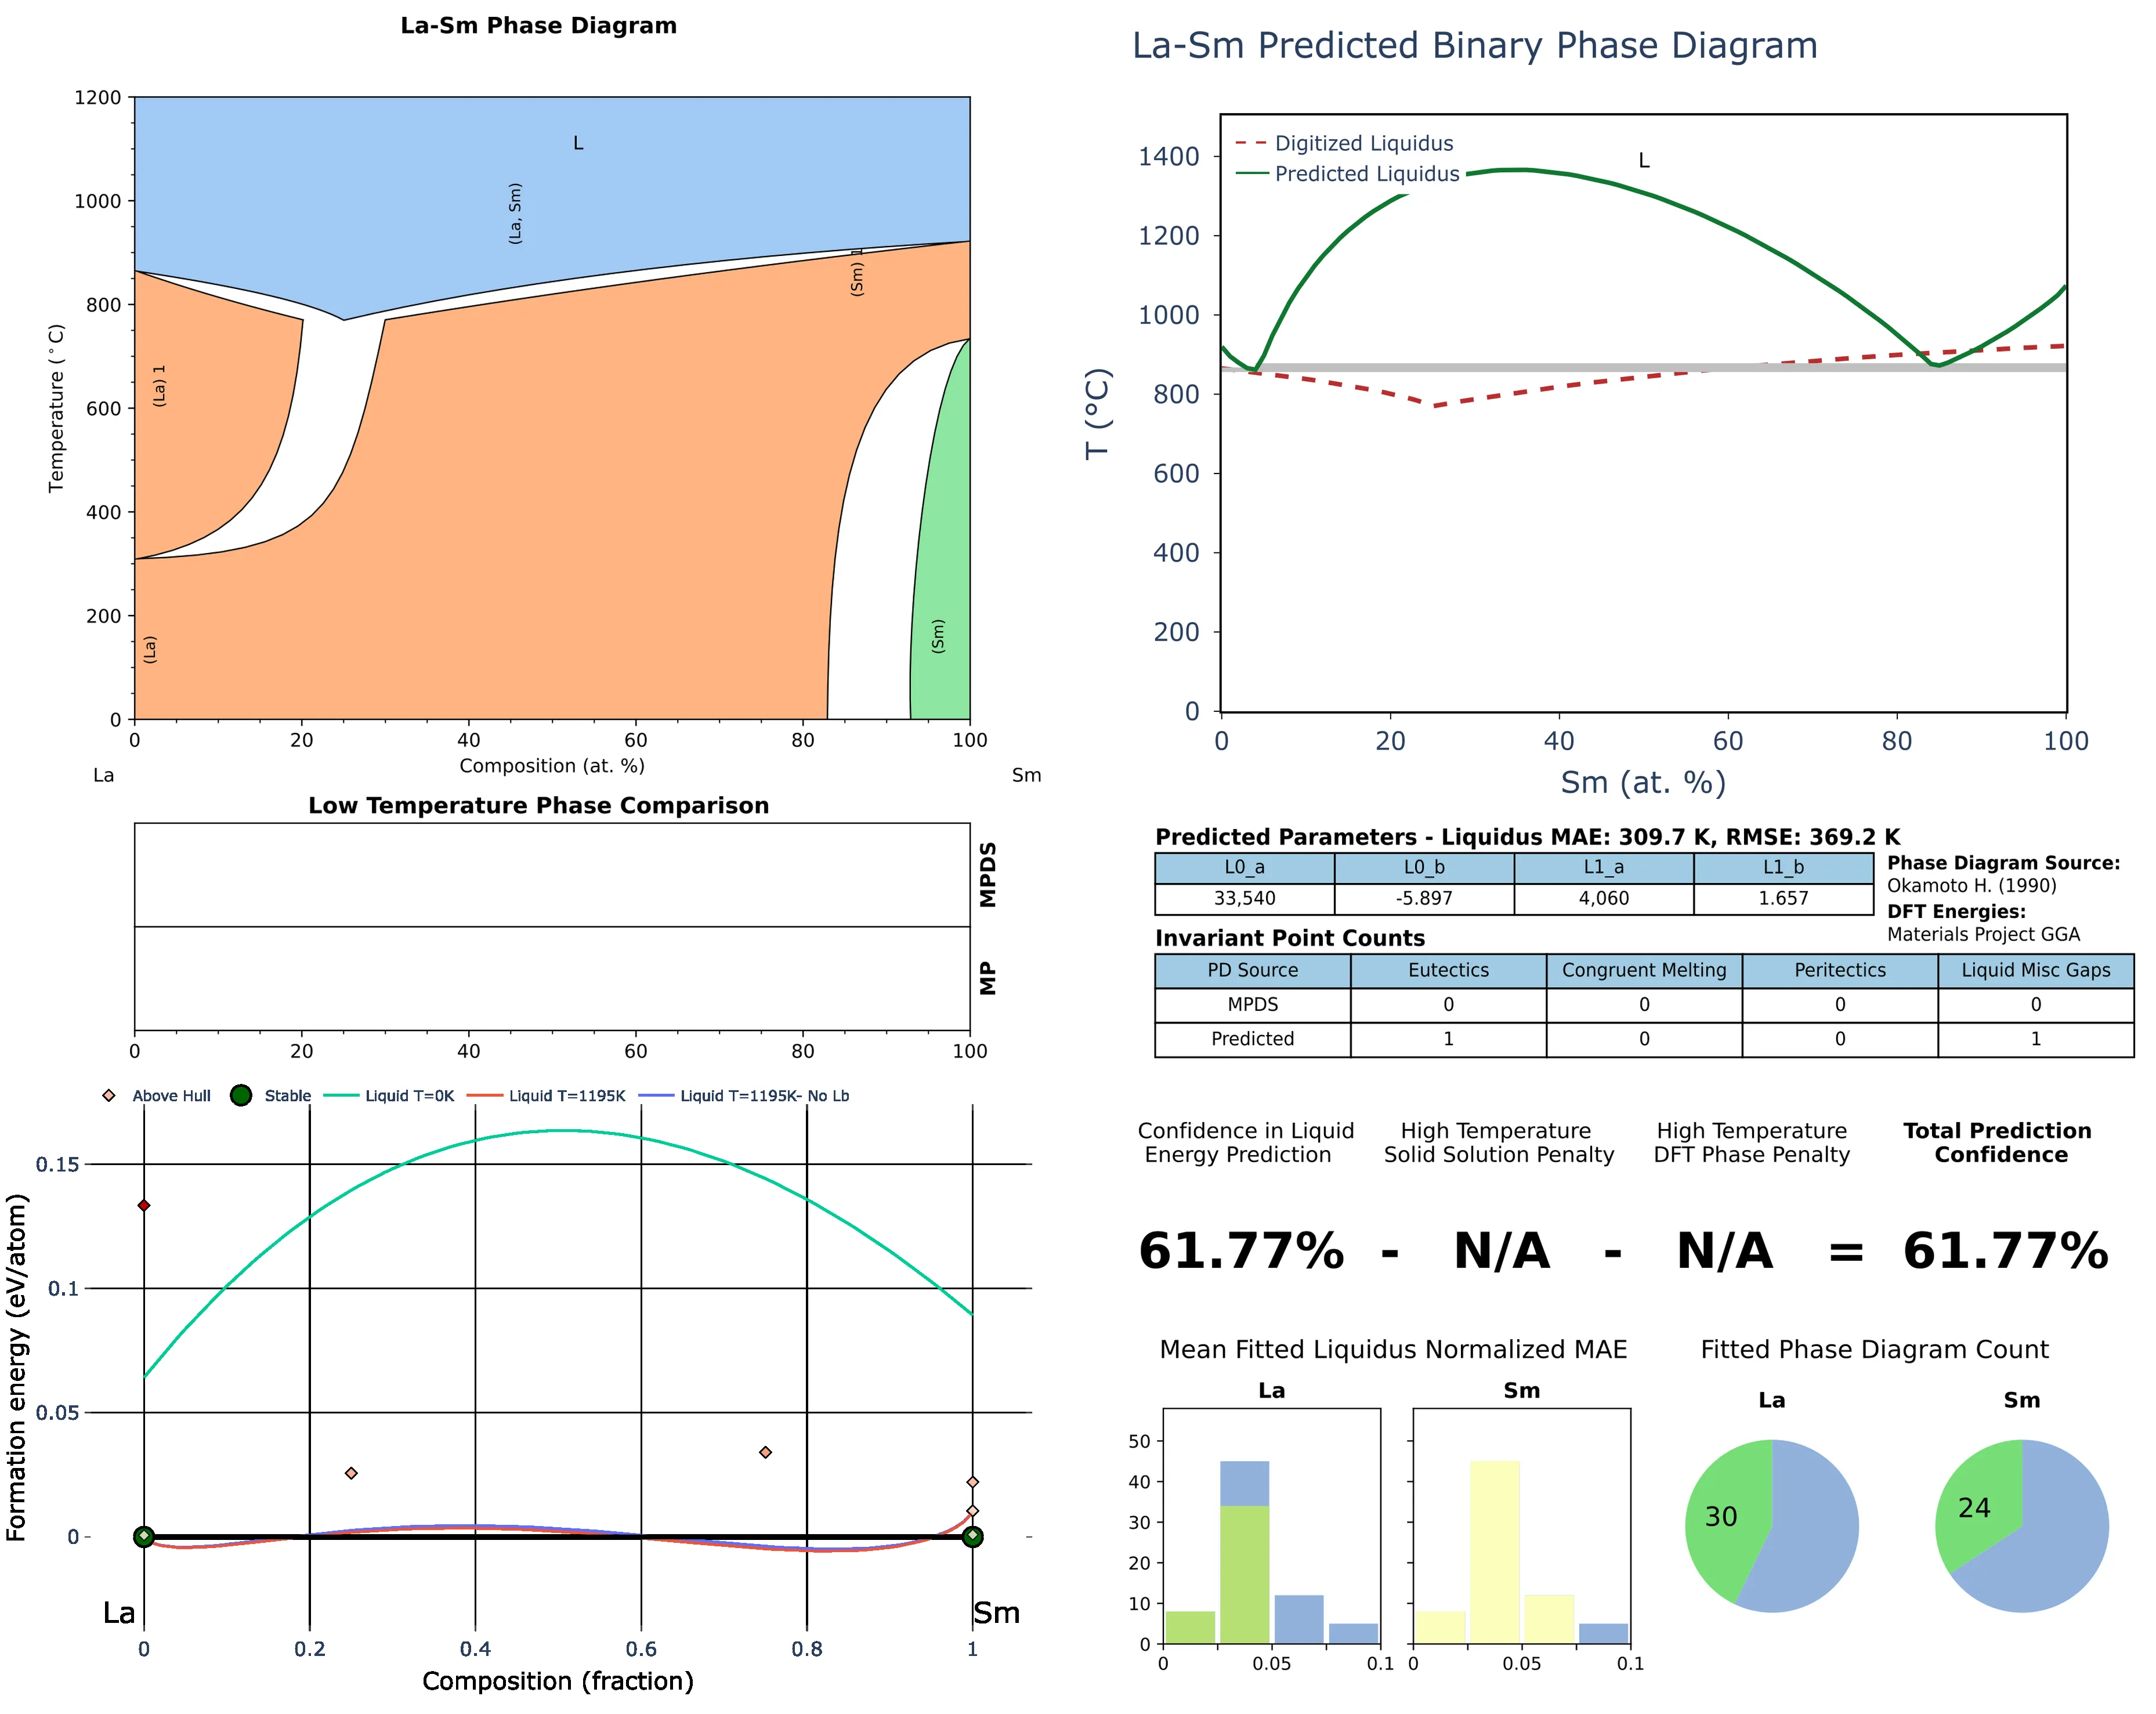 La-Sm Phase Diagram
1200
1000
800
600
400
200
0
Temperature (°C)
L
(La, Sm)
(Sm) 1
(La) 1
(La)
(Sm)
0 20 40 60 80 100
Composition (at. %)
La Sm
Low Temperature Phase Comparison
MPDS
MP
0 20 40 60 80 100
Above Hull Stable Liquid T=0K Liquid T=1195K Liquid T=1195K- No Lb
0.15
0.1
0.05
0
Formation energy (eV/atom)
La Sm
0 0.2 0.4 0.6 0.8 1
Composition (fraction)
La-Sm Predicted Binary Phase Diagram
Digitized Liquidus
Predicted Liquidus
L
1400
1200
1000
800
600
400
200
0
T (°C)
0 20 40 60 80 100
Sm (at. %)
Predicted Parameters - Liquidus MAE: 309.7 K, RMSE: 369.2 K
L0_a L0_b L1_a L1_b
33,540 -5.897 4,060 1.657
Phase Diagram Source:
Okamoto H. (1990)
DFT Energies:
Materials Project GGA
Invariant Point Counts
PD Source Eutectics Congruent Melting Peritectics Liquid Misc Gaps
MPDS 0 0 0 0
Predicted 1 0 0 1
Confidence in Liquid
Energy Prediction
High Temperature
Solid Solution Penalty
High Temperature
DFT Phase Penalty
Total Prediction
Confidence
61.77% - N/A - N/A = 61.77%
Mean Fitted Liquidus Normalized MAE
La Sm
50
40
30
20
10
0
0 0.05 0.1 0 0.05 0.1
Fitted Phase Diagram Count
La Sm
30 24